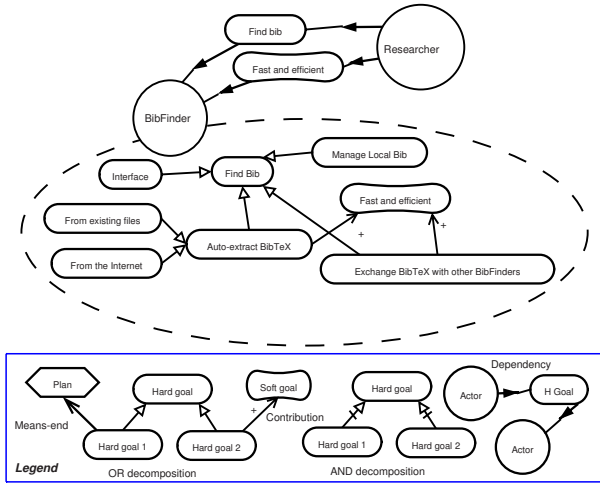 Find bib
Researcher
Fast and efficient
BibFinder
Manage Local Bib
Interface
Find Bib
Fast and efficient
From existing files
+
+
Auto-extract BibTeX
From the Internet
Exchange BibTeX with other BibFinders
Dependency
Plan
Hard goal
Soft goal
Hard goal
Actor
H Goal
+
Contribution
Means-end
Hard goal 1
Hard goal 2
Hard goal 1
Hard goal 2
Actor
Legend
OR decomposition
AND decomposition